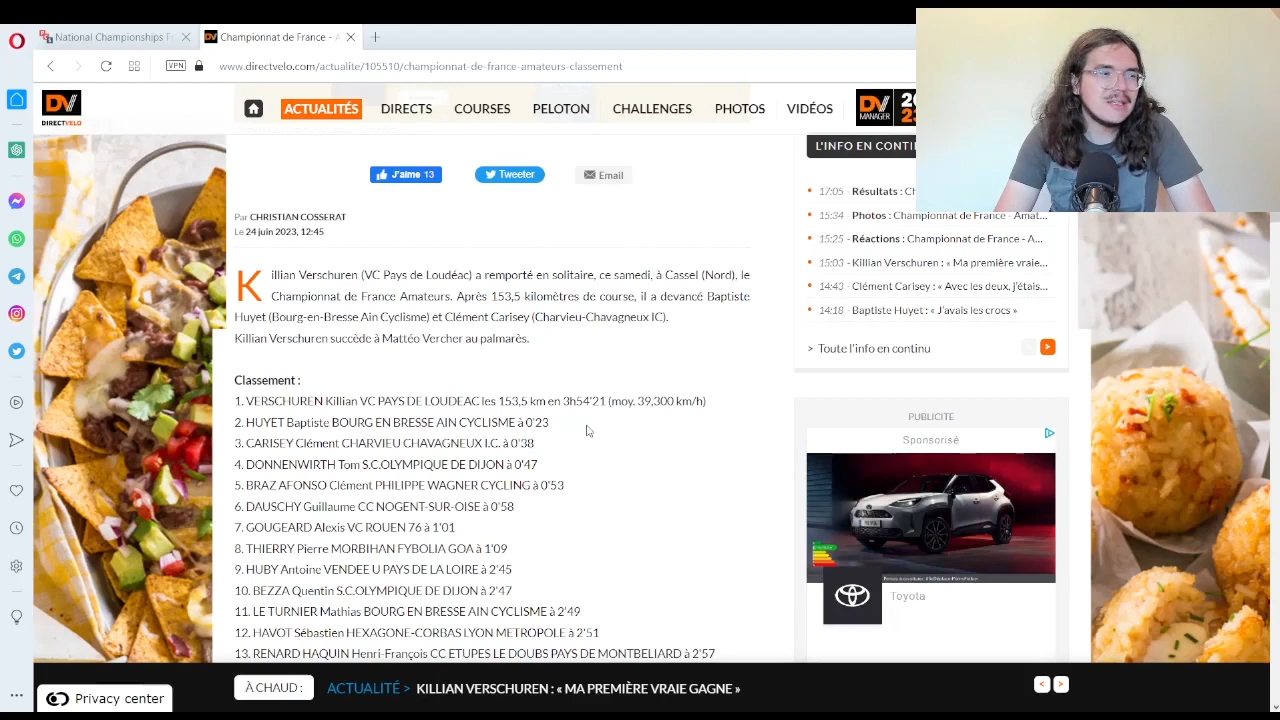 National Championships F
Championnat de France - A
VPN
www.directvelo.com/actualite/105510/championnat-de-france-amateurs-classement
DV
DIRECTVELO
ACTUALITÉS
DIRECTS
COURSES
PELOTON
CHALLENGES
PHOTOS
VIDÉOS
DV
MANAGER
20
23
L'INFO EN CONTI
J'aime 13
Tweeter
Email
17:05 - Résultats : Ch
15:34 - Photos : Championnat de France - Amat...
15:25 - Réactions : Championnat de France - A...
15:03 - Killian Verschuren : « Ma première vraie...
14:43 - Clément Carisey : « Avec les deux, j'étais...
14:18 - Baptiste Huyet : « J'avais les crocs »
> Toute l'info en continu
Par CHRISTIAN COSSERAT
Le 24 juin 2023, 12:45
Killian Verschuren (VC Pays de Loudéac) a remporté en solitaire, ce samedi, à Cassel (Nord), le
Championnat de France Amateurs. Après 153,5 kilomètres de course, il a devancé Baptiste
Huyet (Bourg-en-Bresse Ain Cyclisme) et Clément Carisey (Charvieu-Chavagneux IC).
Killian Verschuren succède à Mattéo Vercher au palmarès.
Classement :
1. VERSCHUREN Killian VC PAYS DE LOUDEAC les 153,5 km en 3h54'21 (moy. 39,300 km/h)
2. HUYET Baptiste BOURG EN BRESSE AIN CYCLISME à 0'23
3. CARISEY Clément CHARVIEU CHAVAGNEUX I.C. à 0'38
4. DONNENWIRTH Tom S.C.OLYMPIQUE DE DIJON à 0'47
5. BRAZ AFONSO Clément PHILIPPE WAGNER CYCLING à 0'53
6. DAUSCHY Guillaume CC NOGENT-SUR-OISE à 0'58
7. GOUGEARD Alexis VC ROUEN 76 à 1'01
8. THIERRY Pierre MORBIHAN FYBOLIA GOA à 1'09
9. HUBY Antoine VENDEE U PAYS DE LA LOIRE à 2'45
10. BEZZA Quentin S.C.OLYMPIQUE DE DIJON à 2'47
11. LE TURNIER Mathias BOURG EN BRESSE AIN CYCLISME à 2'49
12. HAVOT Sébastien HEXAGONE-CORBAS LYON METROPOLE à 2'51
13. RENARD HAQUIN Henri-François CC ETUPES LE DOUBS PAYS DE MONTBELIARD à 2'57
PUBLICITE
Sponsorisé
Toyota
Privacy center
À CHAUD :
ACTUALITÉ > KILLIAN VERSCHUREN : « MA PREMIÈRE VRAIE GAGNE »